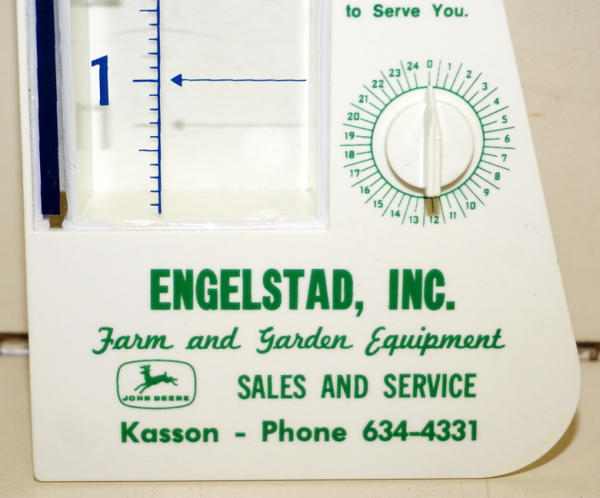 to Serve You.
1
24 0 1 2 3 4 5 6 7 8 9 10 11 12 13 14 15 16 17 18 19 20 21 22 23
ENGELSTAD, INC.
Farm and Garden Equipment
JOHN DEERE
SALES AND SERVICE
Kasson - Phone 634-4331